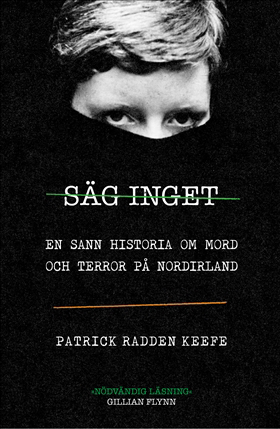 SÄG INGET
EN SANN HISTORIA OM MORD
OCH TERROR PÅ NORDIRLAND
PATRICK RADDEN KEEFE
»NÖDVÄNDIG LÄSNING»
GILLIAN FLYNN